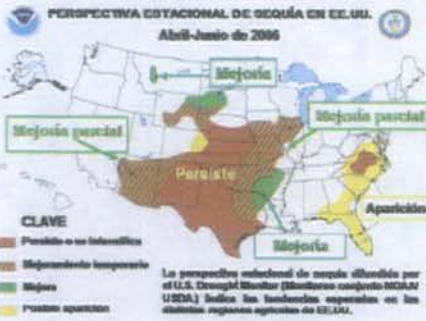 PERSPECTIVA ESTACIONAL DE SEQUÍA EN EE.UU.
Abril-Junio de 2006
Mejoría
Mejoría parcial
Mejoría parcial
Persiste
Aparición
CLAVE
Persiste o se intensifica
Mejoramiento temporario
Mejora
Posible aparición
Mejoría
La perspectiva estacional de sequía difundida por
el U.S. Drought Monitor (Monitoreo conjunto NOAA/
USDA.) indica las tendencias esperadas en las
distintas regiones agrícolas de EE.UU.